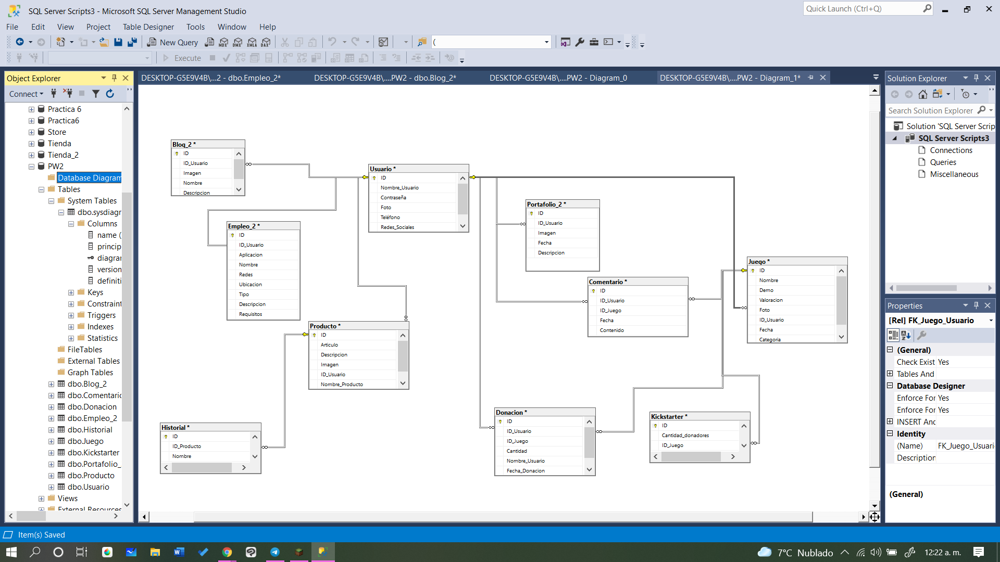 SQL Server Scripts3 - Microsoft SQL Server Management Studio
Quick Launch (Ctrl+Q)
File Edit View Project Table Designer Tools Window Help
New Query MDX DMX XMLA DAX (
Execute
Object Explorer
Connect
Practica 6
Practica6
Store
Tienda
Tienda_2
PW2
Database Diagram
Tables
System Tables
dbo.sysdiagr
Columns
name (
princip
diagrar
version
definiti
Keys
Constraint
Triggers
Indexes
Statistics
FileTables
External Tables
Graph Tables
dbo.Blog_2
dbo.Comentaric
dbo.Donacion
dbo.Empleo_2
dbo.Historial
dbo.Juego
dbo.Kickstarter
dbo.Portafolio_
dbo.Producto
dbo.Usuario
Views
External Resources
DESKTOP-G5E9V4B\...2 - dbo.Empleo_2*
DESKTOP-G5E9V4B\....PW2 - dbo.Blog_2*
DESKTOP-G5E9V4B\....PW2 - Diagram_0
DESKTOP-G5E9V4B\....PW2 - Diagram_1*
Blog_2 *
ID
ID_Usuario
Imagen
Nombre
Descripcion
Usuario *
ID
Nombre_Usuario
Contraseña
Foto
Teléfono
Redes_Sociales
Empleo_2 *
ID
ID_Usuario
Aplicacion
Nombre
Redes
Ubicacion
Tipo
Descripcion
Requisitos
Portafolio_2 *
ID
ID_Usuario
Imagen
Fecha
Descripcion
Comentario *
ID
ID_Usuario
ID_Juego
Fecha
Contenido
Juego *
ID
Nombre
Demo
Valoracion
Foto
ID_Usuario
Fecha
Categoria
Producto *
ID
Articulo
Descripcion
Imagen
ID_Usuario
Nombre_Producto
Historial *
ID
ID_Producto
Nombre
Donacion *
ID
ID_Usuario
ID_Juego
Cantidad
Nombre_Usuario
Fecha_Donacion
Kickstarter *
ID
Cantidad_donadores
ID_Juego
Solution Explorer
Search Solution Explorer
Solution 'SQL Server Scrip
SQL Server Scripts3
Connections
Queries
Miscellaneous
Properties
[Rel] FK_Juego_Usuario
(General)
Check Exist Yes
Tables And
Database Designer
Enforce For Yes
Enforce For Yes
INSERT Anc
Identity
(Name) FK_Juego_Usuari
Description
(General)
Item(s) Saved
7°C Nublado 12:22 a. m.